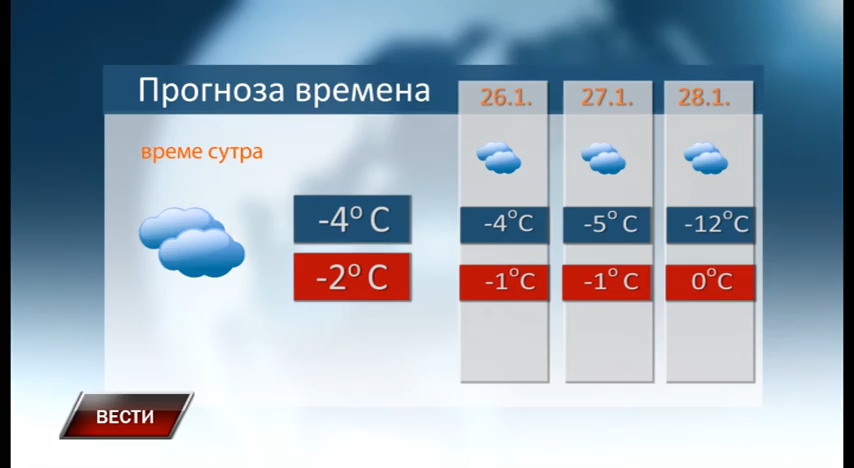 Прогноза времена
време сутра
-4°C
-2°C
26.1.
-4°C
-1°C
27.1.
-5°C
-1°C
28.1.
-12°C
0°C
ВЕСТИ